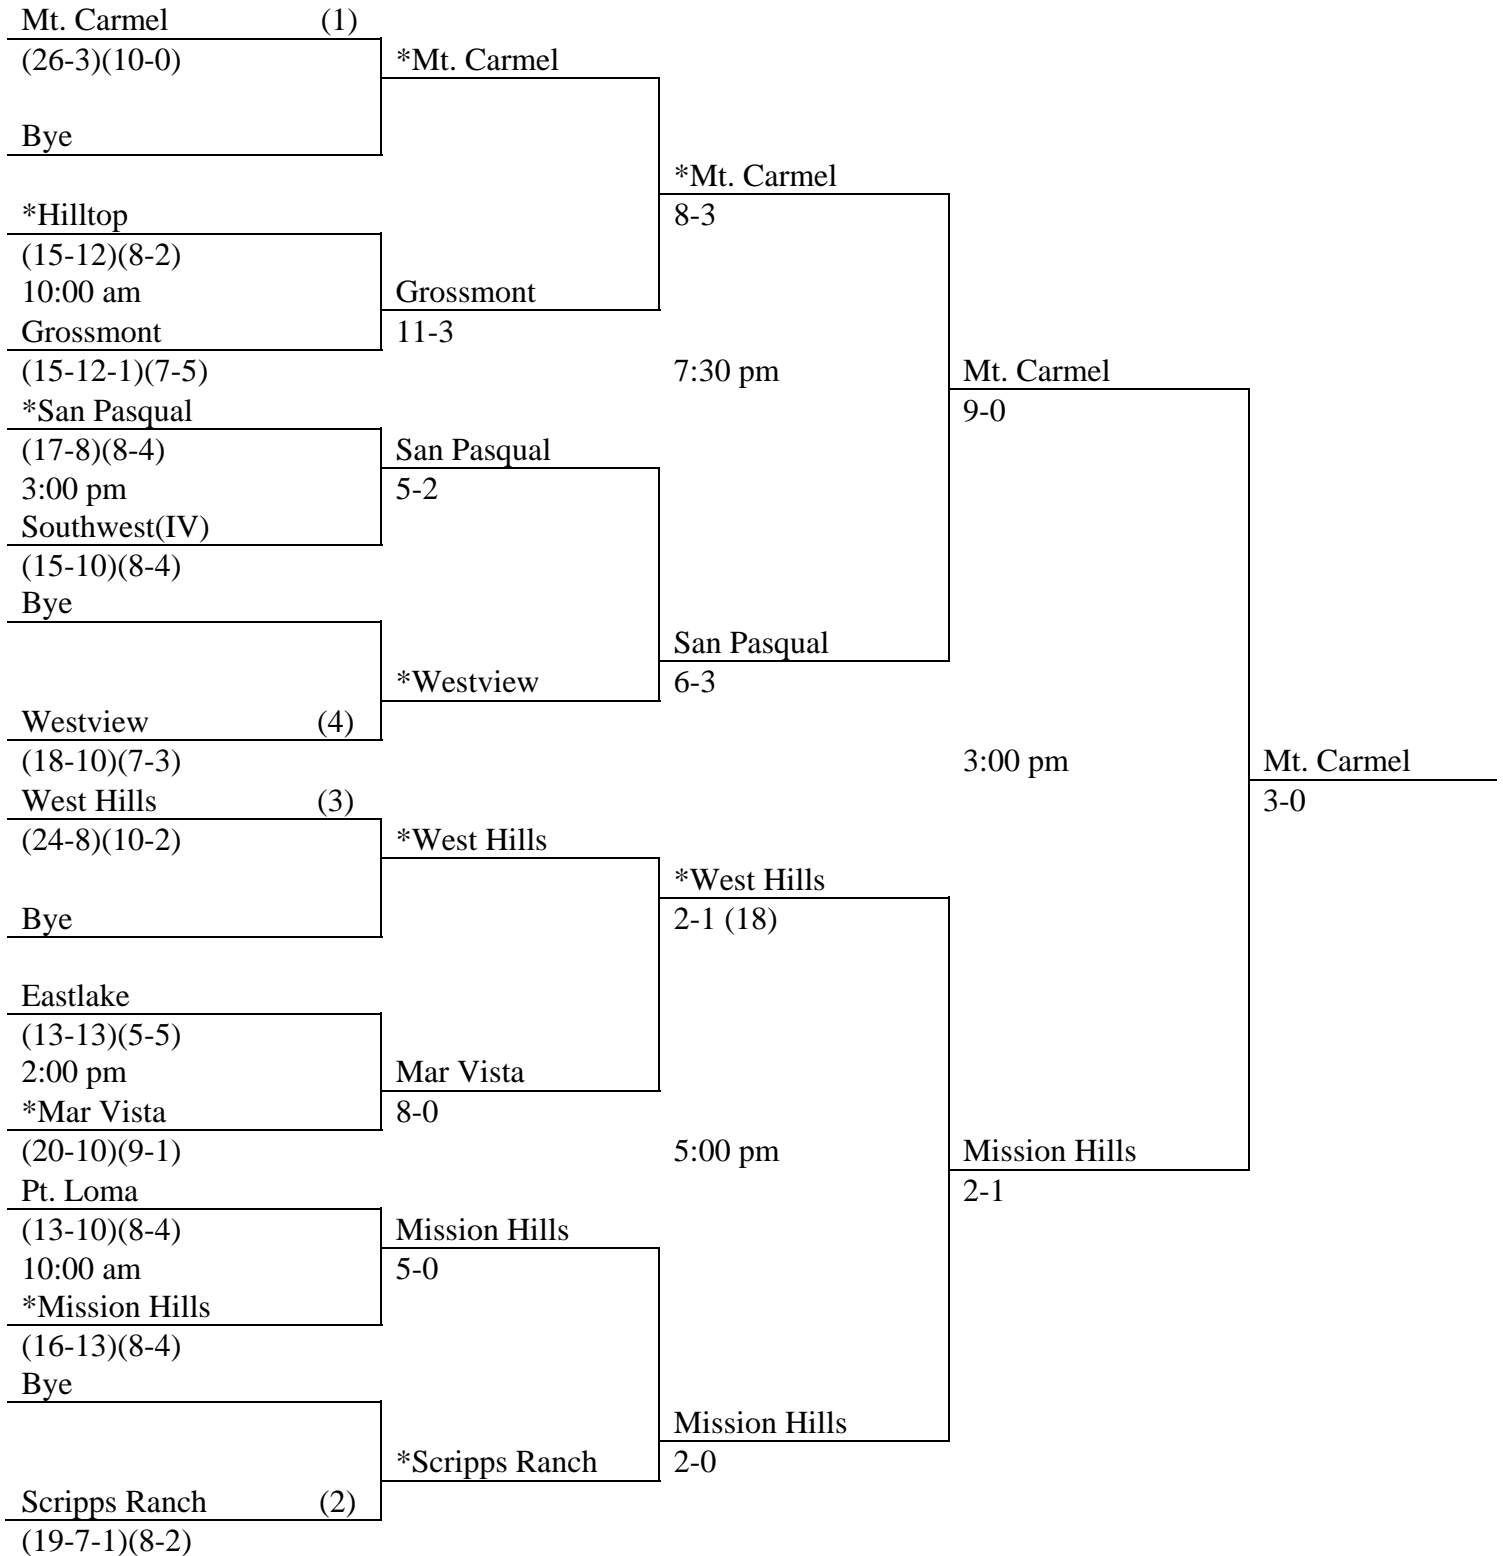 Mt. Carmel (1)
(26-3)(10-0)
Bye
*Hilltop
(15-12)(8-2)
10:00 am
Grossmont
(15-12-1)(7-5)
*San Pasqual
(17-8)(8-4)
3:00 pm
Southwest(IV)
(15-10)(8-4)
Bye
Westview (4)
(18-10)(7-3)
West Hills (3)
(24-8)(10-2)
Bye
Eastlake
(13-13)(5-5)
2:00 pm
*Mar Vista
(20-10)(9-1)
Pt. Loma
(13-10)(8-4)
10:00 am
*Mission Hills
(16-13)(8-4)
Bye
Scripps Ranch (2)
(19-7-1)(8-2)
*Mt. Carmel
Grossmont
11-3
San Pasqual
5-2
*Westview
*West Hills
Mar Vista
8-0
Mission Hills
5-0
*Scripps Ranch
*Mt. Carmel
8-3
7:30 pm
San Pasqual
6-3
*West Hills
2-1 (18)
5:00 pm
Mission Hills
2-0
Mt. Carmel
9-0
3:00 pm
Mission Hills
2-1
Mt. Carmel
3-0